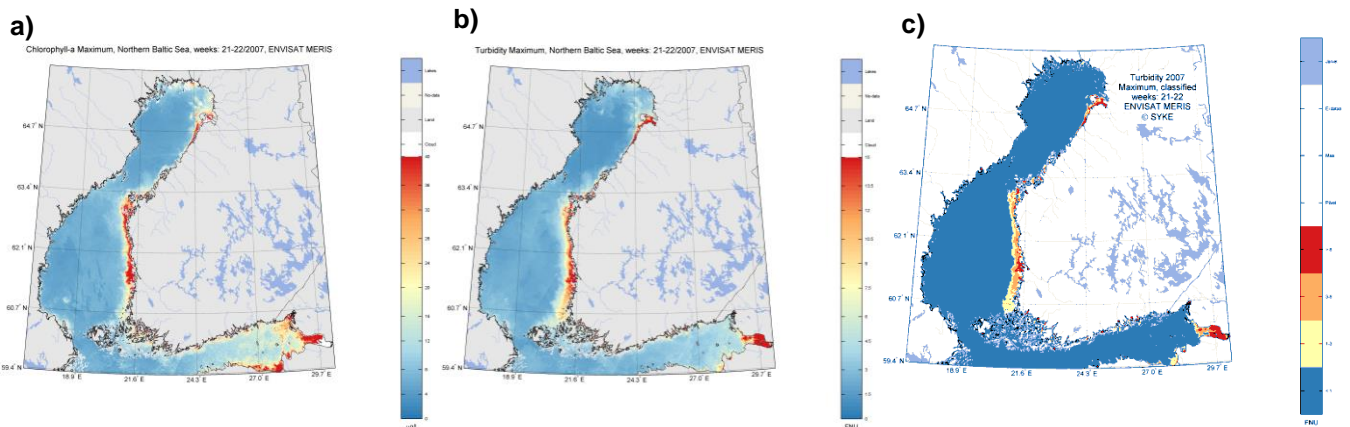 a)
Chlorophyll-a Maximum, Northern Baltic Sea, weeks: 21-22/2007, ENVISAT MERIS
64.7° N
63.4° N
62.1° N
60.7° N
59.4° N
18.9° E
21.6° E
24.3° E
27.0° E
29.7° E
Lakes
No-data
Land
Cloud
40
b)
Turbidity Maximum, Northern Baltic Sea, weeks: 21-22/2007, ENVISAT MERIS
64.7° N
63.4° N
62.1° N
60.7° N
59.4° N
18.9° E
21.6° E
24.3° E
27.0° E
29.7° E
Lakes
No-data
Land
Cloud
FNU
c)
Turbidity 2007
Maximum, classified
weeks: 21-22
ENVISAT MERIS
© SYKE
64.7° N
63.4° N
62.1° N
60.7° N
59.4° N
18.9° E
21.6° E
24.3° E
27.0° E
29.7° E
FNU